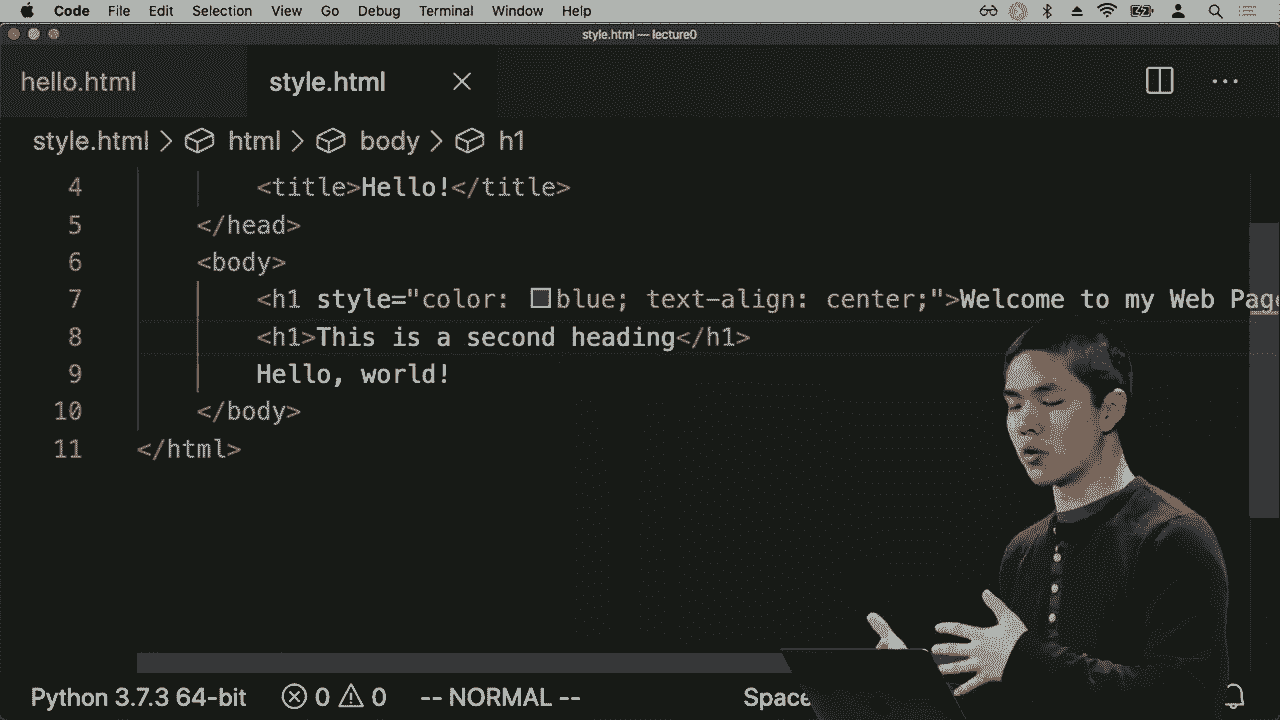 Code File Edit Selection View Go Debug Terminal Window Help
style.html — lecture0
hello.html style.html
style.html > html > body > h1
4 <title>Hello!</title>
5 </head>
6 <body>
7 <h1 style="color: blue; text-align: center;">Welcome to my Web Pag
8 <h1>This is a second heading</h1>
9 Hello, world!
10 </body>
11 </html>
Python 3.7.3 64-bit 0 0 -- NORMAL -- Space